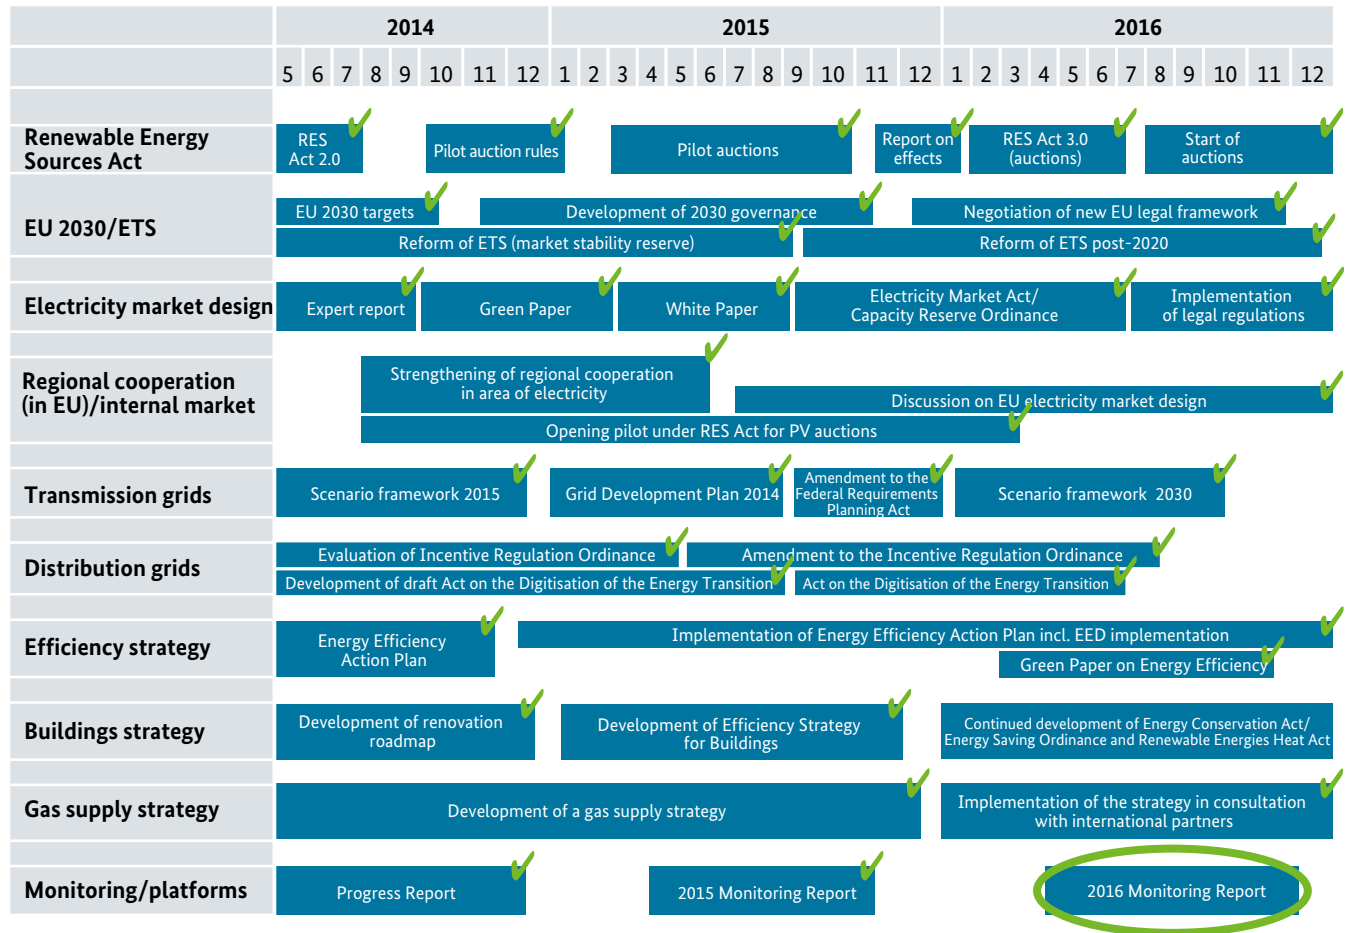 2014 2015 2016
5 6 7 8 9 10 11 12 1 2 3 4 5 6 7 8 9 10 11 12 1 2 3 4 5 6 7 8 9 10 11 12
Renewable Energy
Sources Act
RES
Act 2.0
Pilot auction rules
Pilot auctions
Report on
effects
RES Act 3.0
(auctions)
Start of
auctions
EU 2030/ETS
EU 2030 targets
Development of 2030 governance
Negotiation of new EU legal framework
Reform of ETS (market stability reserve)
Reform of ETS post-2020
Electricity market design
Expert report
Green Paper
White Paper
Electricity Market Act/
Capacity Reserve Ordinance
Implementation
of legal regulations
Regional cooperation
(in EU)/internal market
Strengthening of regional cooperation
in area of electricity
Discussion on EU electricity market design
Opening pilot under RES Act for PV auctions
Transmission grids
Scenario framework 2015
Grid Development Plan 2014
Amendment to the
Federal Requirements
Planning Act
Scenario framework 2030
Distribution grids
Evaluation of Incentive Regulation Ordinance
Amendment to the Incentive Regulation Ordinance
Development of draft Act on the Digitisation of the Energy Transition
Act on the Digitisation of the Energy Transition
Efficiency strategy
Energy Efficiency
Action Plan
Implementation of Energy Efficiency Action Plan incl. EED implementation
Green Paper on Energy Efficiency
Buildings strategy
Development of renovation
roadmap
Development of Efficiency Strategy
for Buildings
Continued development of Energy Conservation Act/
Energy Saving Ordinance and Renewable Energies Heat Act
Gas supply strategy
Development of a gas supply strategy
Implementation of the strategy in consultation
with international partners
Monitoring/platforms
Progress Report
2015 Monitoring Report
2016 Monitoring Report